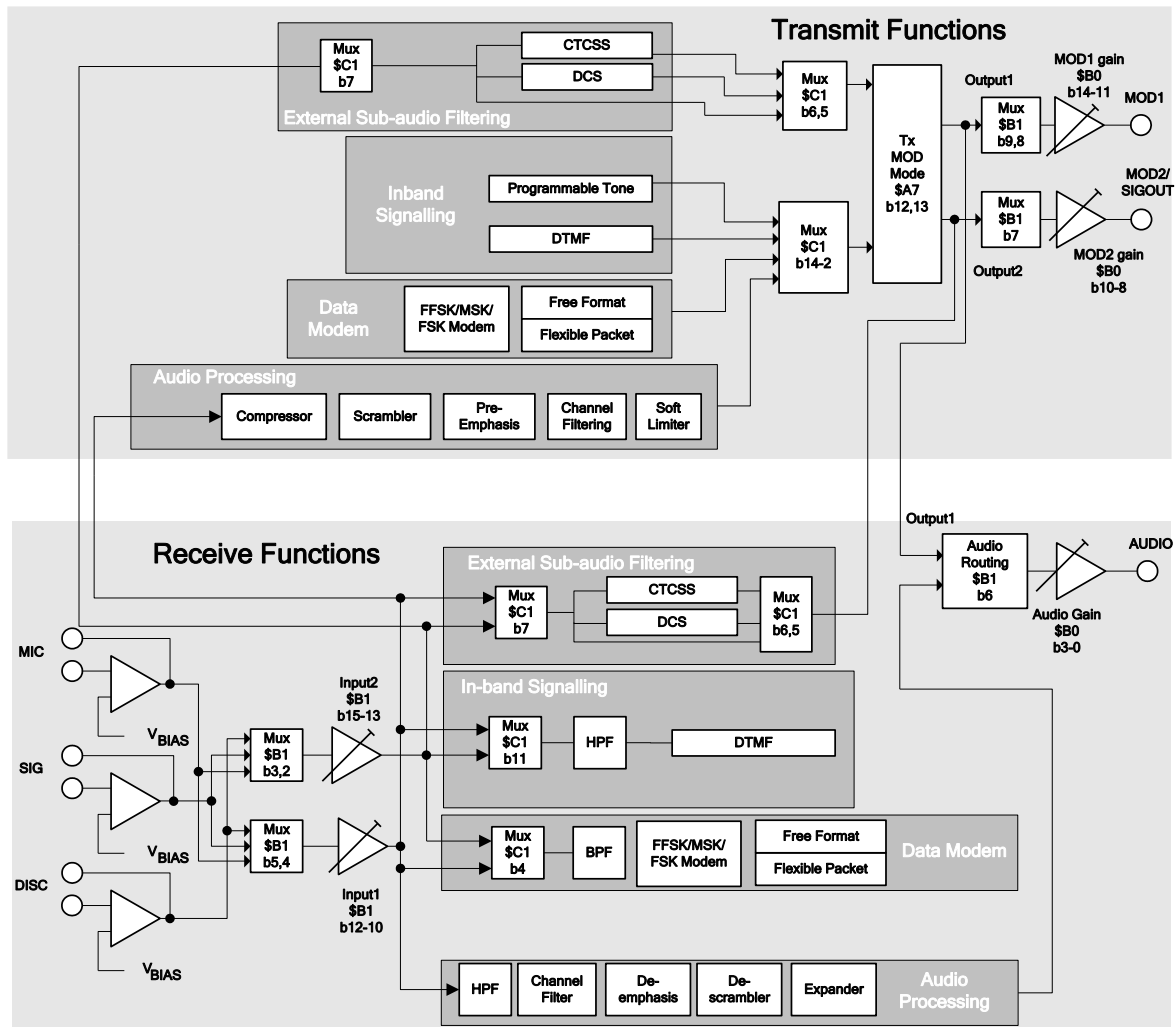 Transmit Functions
Mux
$C1
b7
CTCSS
DCS
External Sub-audio Filtering
Mux
$C1
b6,5
Tx
MOD
Mode
$A7
b12,13
Output1
Mux
$B1
b9,8
MOD1 gain
$B0
b14-11
MOD1
Inband
Signalling
Programmable Tone
DTMF
Mux
$C1
b14-2
Mux
$B1
b7
Output2
MOD2/
SIGOUT
MOD2 gain
$B0
b10-8
Data
Modem
FFSK/MSK/
FSK Modem
Free Format
Flexible Packet
Audio Processing
Compressor
Scrambler
Pre-
Emphasis
Channel
Filtering
Soft
Limiter
Receive Functions
Output1
Audio
Routing
$B1
b6
AUDIO
Audio Gain
$B0
b3-0
External Sub-audio Filtering
Mux
$C1
b7
CTCSS
DCS
Mux
$C1
b6,5
MIC
VBIAS
SIG
VBIAS
DISC
VBIAS
Mux
$B1
b3,2
Input2
$B1
b15-13
Mux
$B1
b5,4
Input1
$B1
b12-10
In-band Signalling
Mux
$C1
b11
HPF
DTMF
Mux
$C1
b4
BPF
FFSK/MSK/
FSK Modem
Free Format
Flexible Packet
Data Modem
HPF
Channel
Filter
De-
emphasis
De-
scrambler
Expander
Audio
Processing